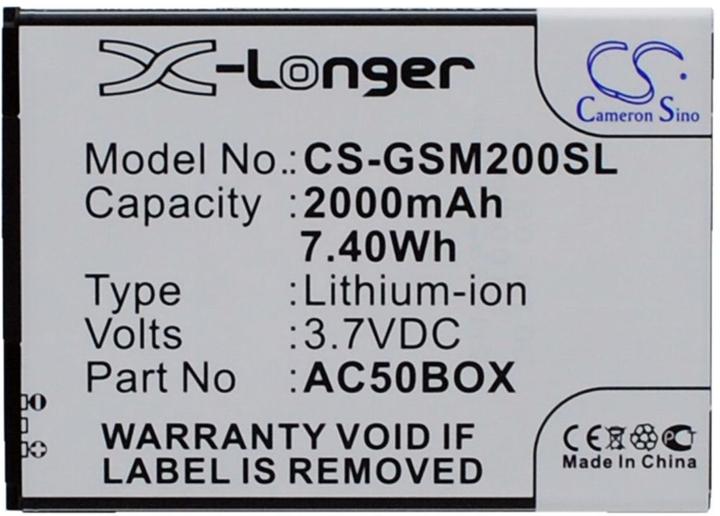 X-Longer
CS
Cameron Sino
Model No.: CS-GSM200SL
Capacity : 2000mAh
7.40Wh
Type : Lithium-ion
Volts : 3.7VDC
Part No : AC50BOX
WARRANTY VOID IF
LABEL IS REMOVED
CE
Made In China